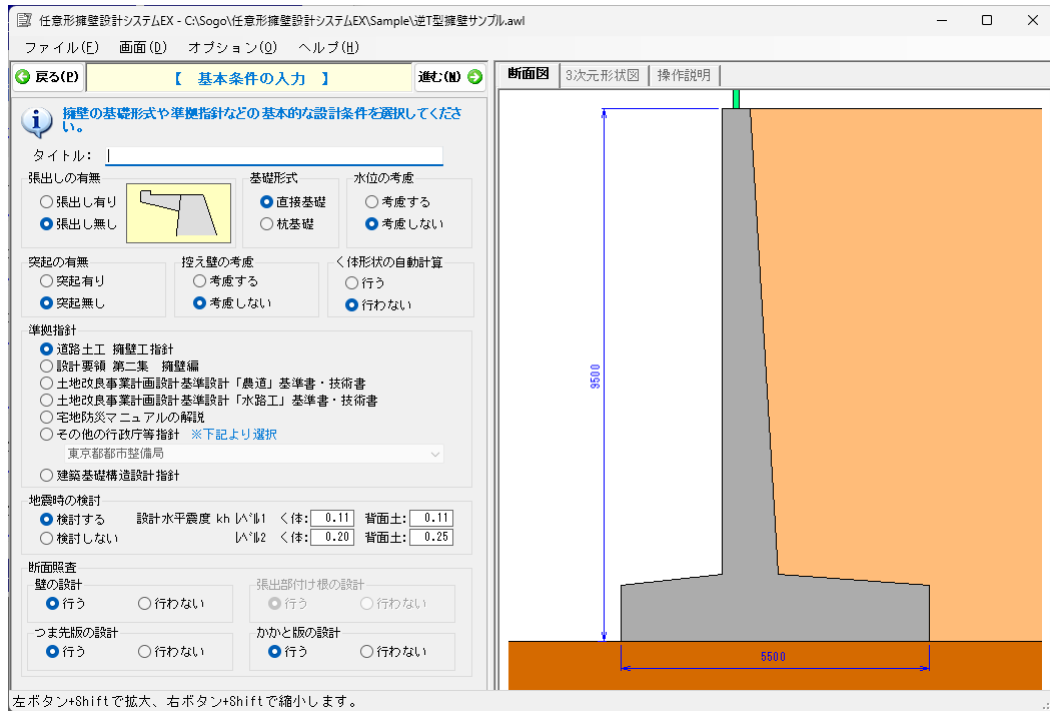 任意形擁壁設計システムEX - C:\Sogo\任意形擁壁設計システムEX\Sample\逆T型擁壁サンプル.awl
ファイル(F) 画面(D) オプション(O) ヘルプ(H)
戻る(P) 【 基本条件の入力 】 進む(N)
擁壁の基礎形式や準拠指針などの基本的な設計条件を選択してくださ
い。
タイトル:
張出しの有無 基礎形式 水位の考慮
張出し有り 直接基礎 考慮する
張出し無し 杭基礎 考慮しない
突起の有無 控え壁の考慮 く体形状の自動計算
突起有り 考慮する 行う
突起無し 考慮しない 行わない
準拠指針
道路土工 擁壁工指針
設計要領 第二集 擁壁編
土地改良事業計画設計基準設計「農道」基準書・技術書
土地改良事業計画設計基準設計「水路工」基準書・技術書
宅地防災マニュアルの解説
その他の行政庁等指針 ※下記より選択
東京都都市整備局
建築基礎構造設計指針
地震時の検討
検討する 設計水平震度 kh ﾚﾍﾞﾙ1 く体: 0.11 背面土: 0.11
検討しない ﾚﾍﾞﾙ2 く体: 0.20 背面土: 0.25
断面照査
壁の設計 張出部付け根の設計
行う 行わない 行う 行わない
つま先版の設計 かかと版の設計
行う 行わない 行う 行わない
断面図 3次元形状図 操作説明
9500
5500
左ボタン+Shiftで拡大、右ボタン+Shiftで縮小します。